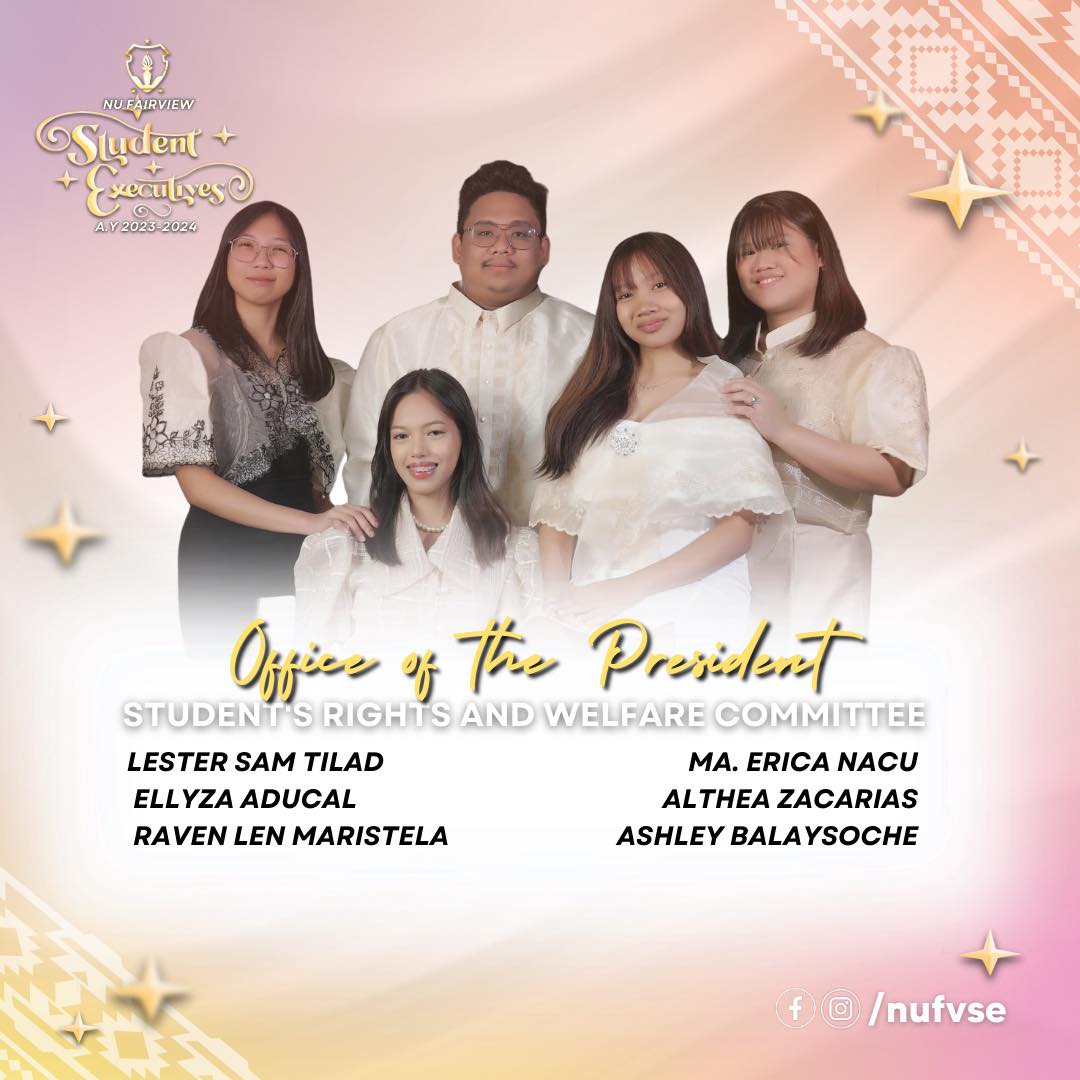 NU FAIRVIEW
Student
Executives
A.Y 2023-2024
Office of the President
STUDENT'S RIGHTS AND WELFARE COMMITTEE
LESTER SAM TILAD
ELLYZA ADUCAL
RAVEN LEN MARISTELA
MA. ERICA NACU
ALTHEA ZACARIAS
ASHLEY BALAYSOCHE
/nufvse